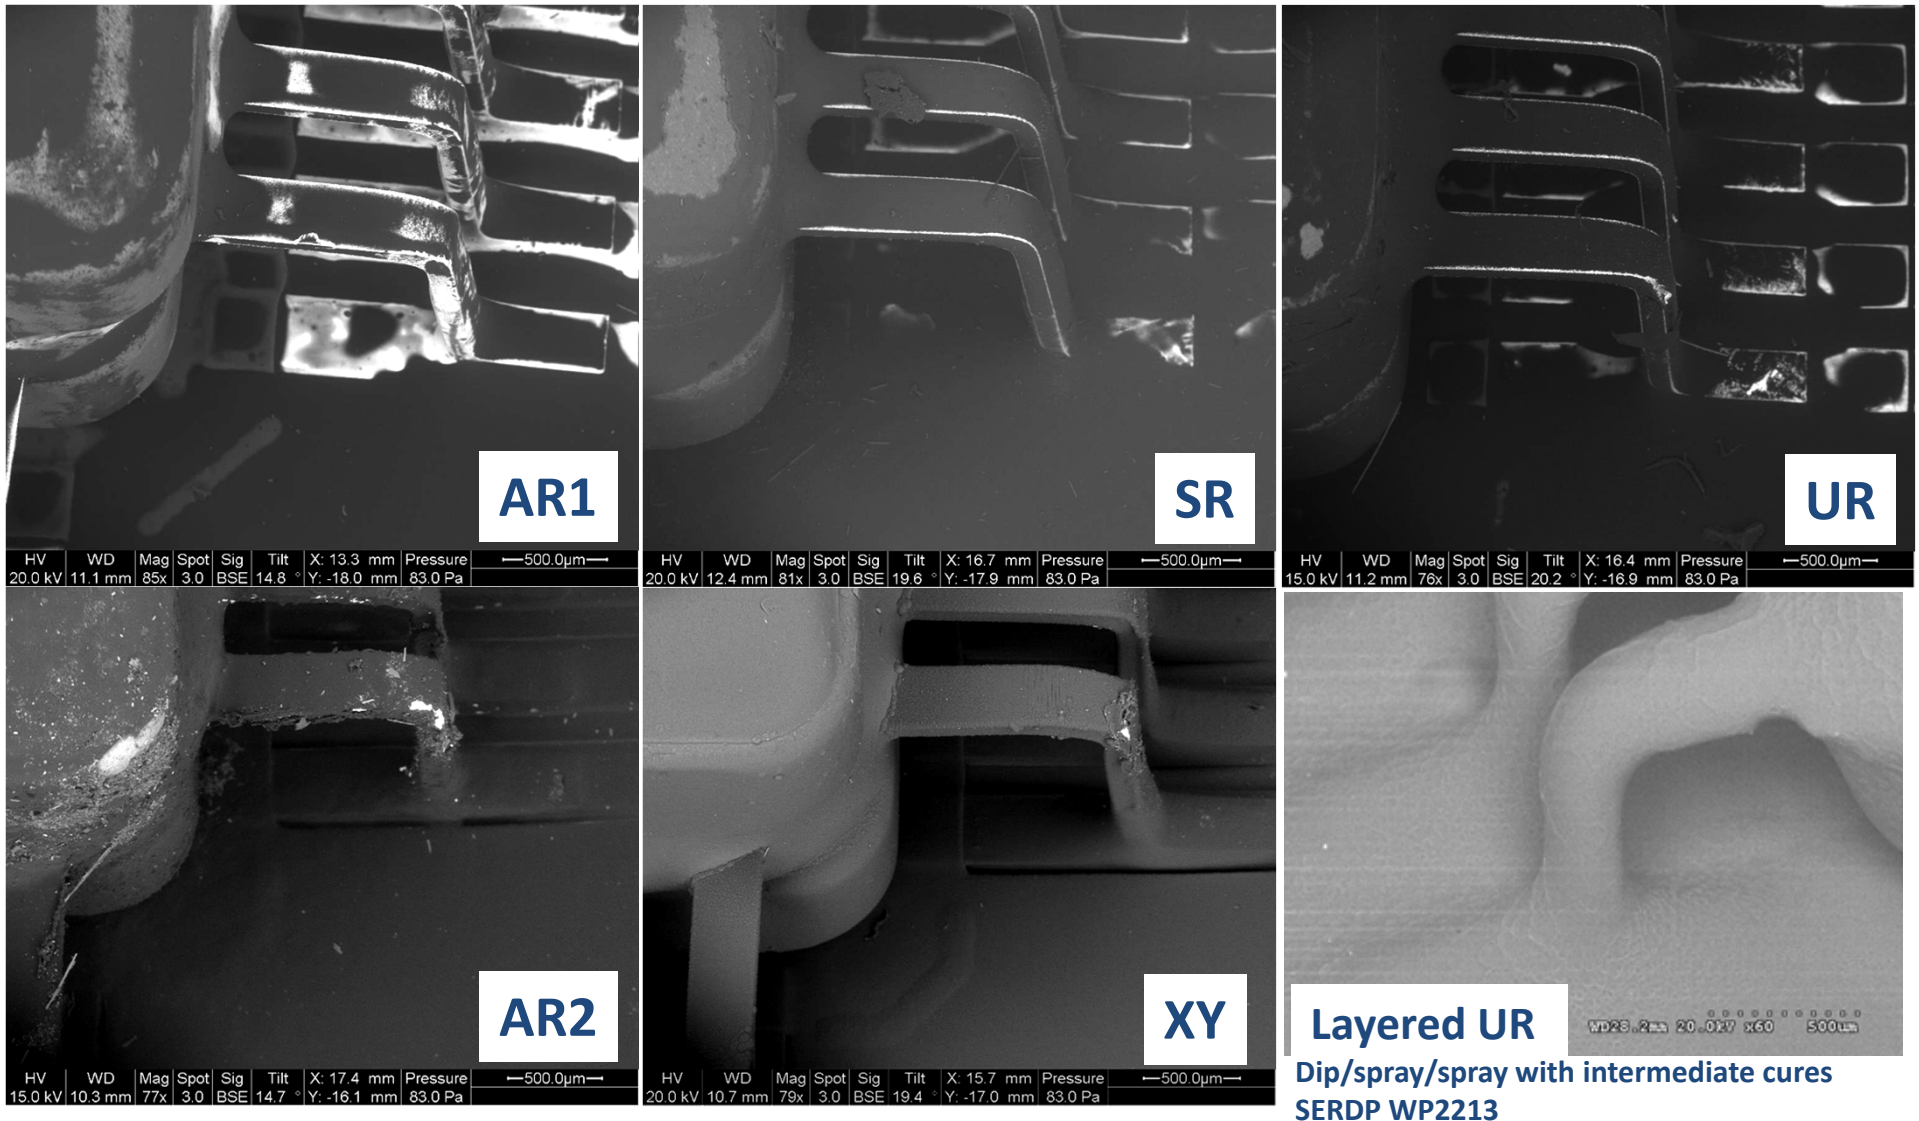 AR1
HV WD Mag Spot Sig Tilt X: 13.3 mm Pressure 500.0µm
20.0 kV 11.1 mm 85x 3.0 BSE 14.8 ° Y: -18.0 mm 83.0 Pa
SR
HV WD Mag Spot Sig Tilt X: 16.7 mm Pressure 500.0µm
20.0 kV 12.4 mm 81x 3.0 BSE 19.6 ° Y: -17.9 mm 83.0 Pa
UR
HV WD Mag Spot Sig Tilt X: 16.4 mm Pressure 500.0µm
15.0 kV 11.2 mm 76x 3.0 BSE 20.2 ° Y: -16.9 mm 83.0 Pa
AR2
HV WD Mag Spot Sig Tilt X: 17.4 mm Pressure 500.0µm
15.0 kV 10.3 mm 77x 3.0 BSE 14.7 ° Y: -16.1 mm 83.0 Pa
XY
HV WD Mag Spot Sig Tilt X: 15.7 mm Pressure 500.0µm
20.0 kV 10.7 mm 79x 3.0 BSE 19.4 ° Y: -17.0 mm 83.0 Pa
Layered UR
WD28.2mm 20.0kV x60 500um
Dip/spray/spray with intermediate cures
SERDP WP2213